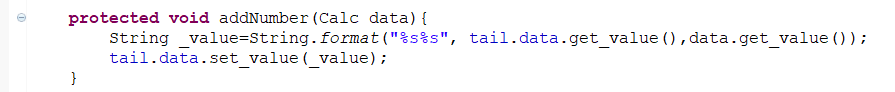 protected void addNumber(Calc data){
String _value=String.format("%s%s", tail.data.get_value(),data.get_value());
tail.data.set_value(_value);
}